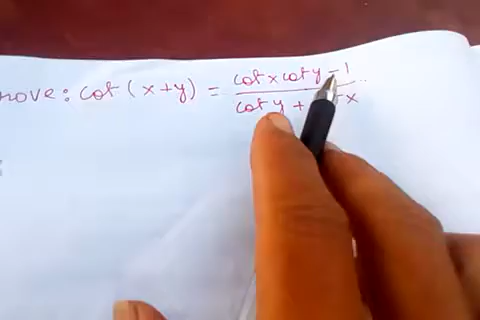 rove: cot (x+y) = cot x cot y - 1
cot y + x